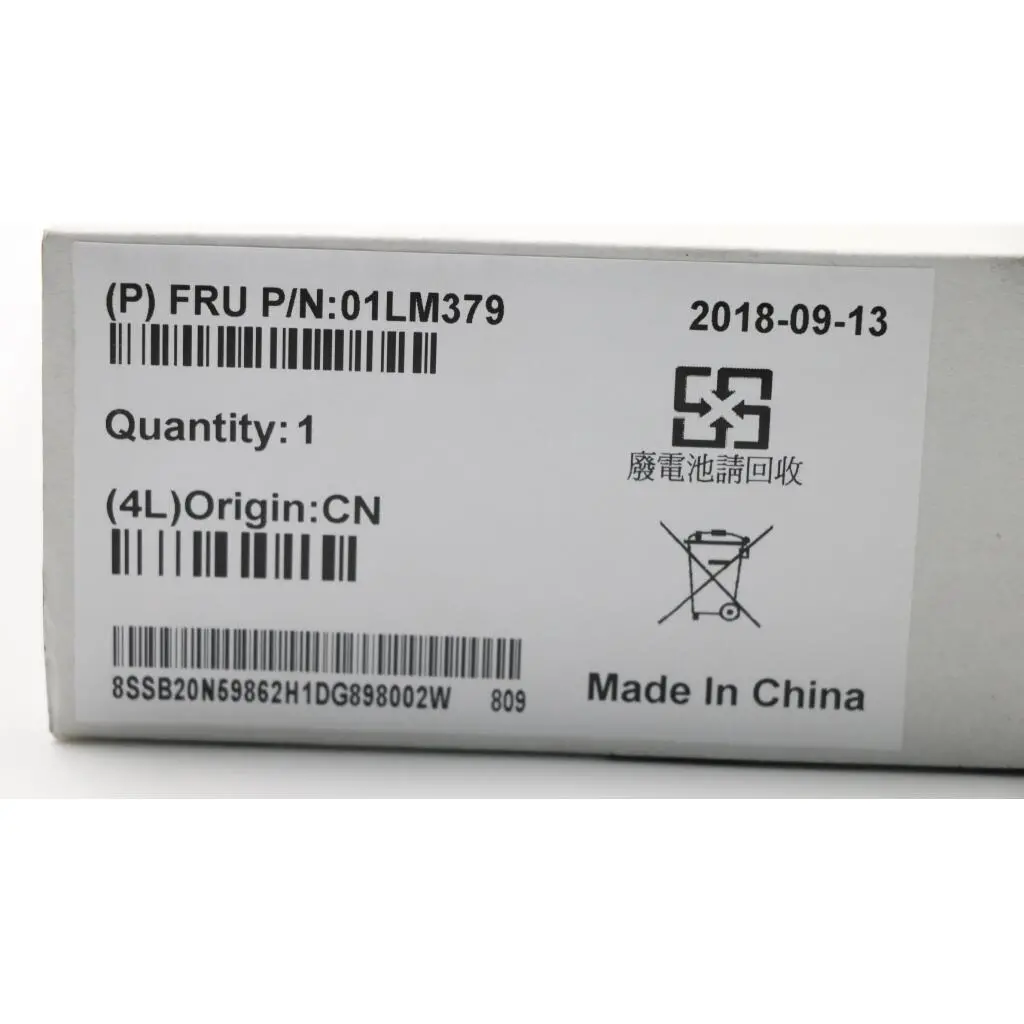 (P) FRU P/N:01LM379
2018-09-13
Quantity: 1
廢電池請回收
(4L)Origin:CN
8SSB20N59862H1DG898002W 809
Made In China